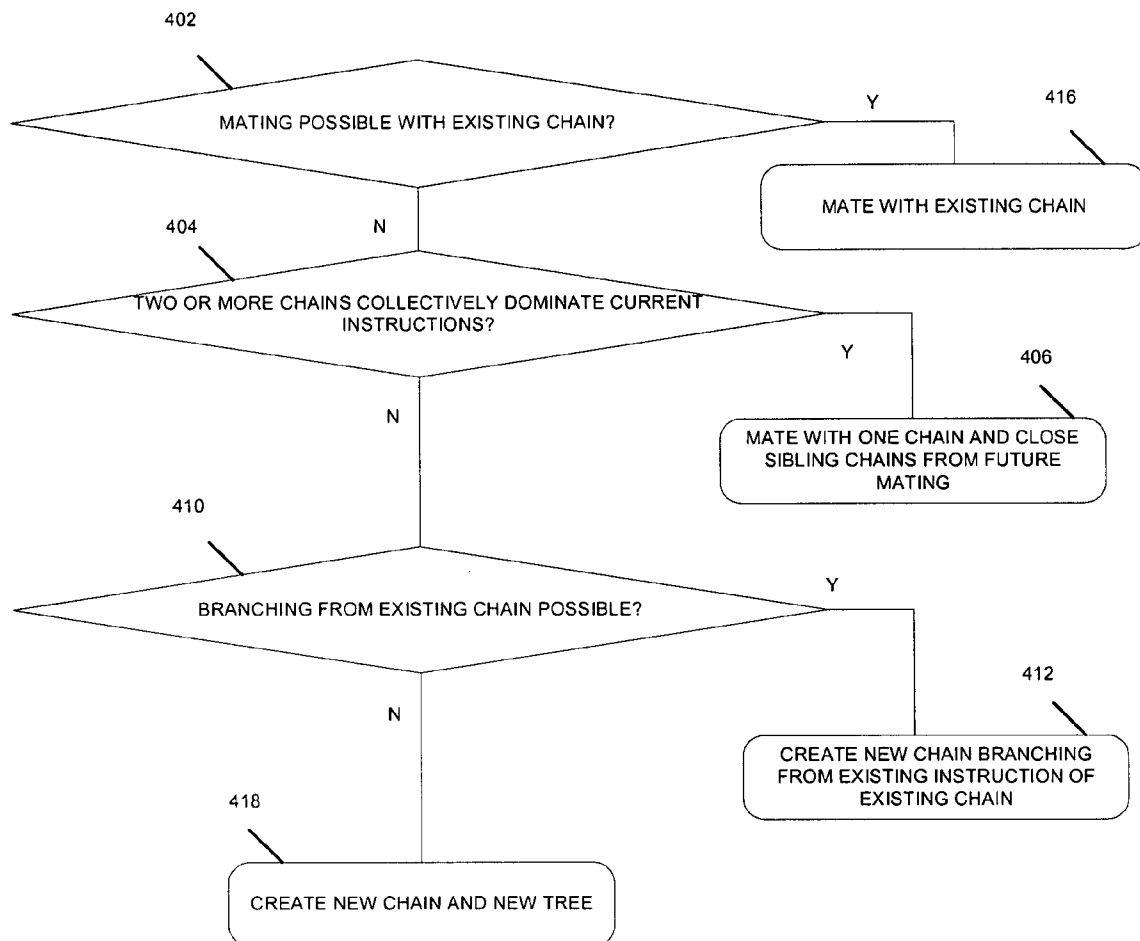 402
MATING POSSIBLE WITH EXISTING CHAIN?
Y
416
MATE WITH EXISTING CHAIN
N
404
TWO OR MORE CHAINS COLLECTIVELY DOMINATE CURRENT
INSTRUCTIONS?
Y
406
MATE WITH ONE CHAIN AND CLOSE
SIBLING CHAINS FROM FUTURE
MATING
N
410
BRANCHING FROM EXISTING CHAIN POSSIBLE?
Y
412
CREATE NEW CHAIN BRANCHING
FROM EXISTING INSTRUCTION OF
EXISTING CHAIN
N
418
CREATE NEW CHAIN AND NEW TREE